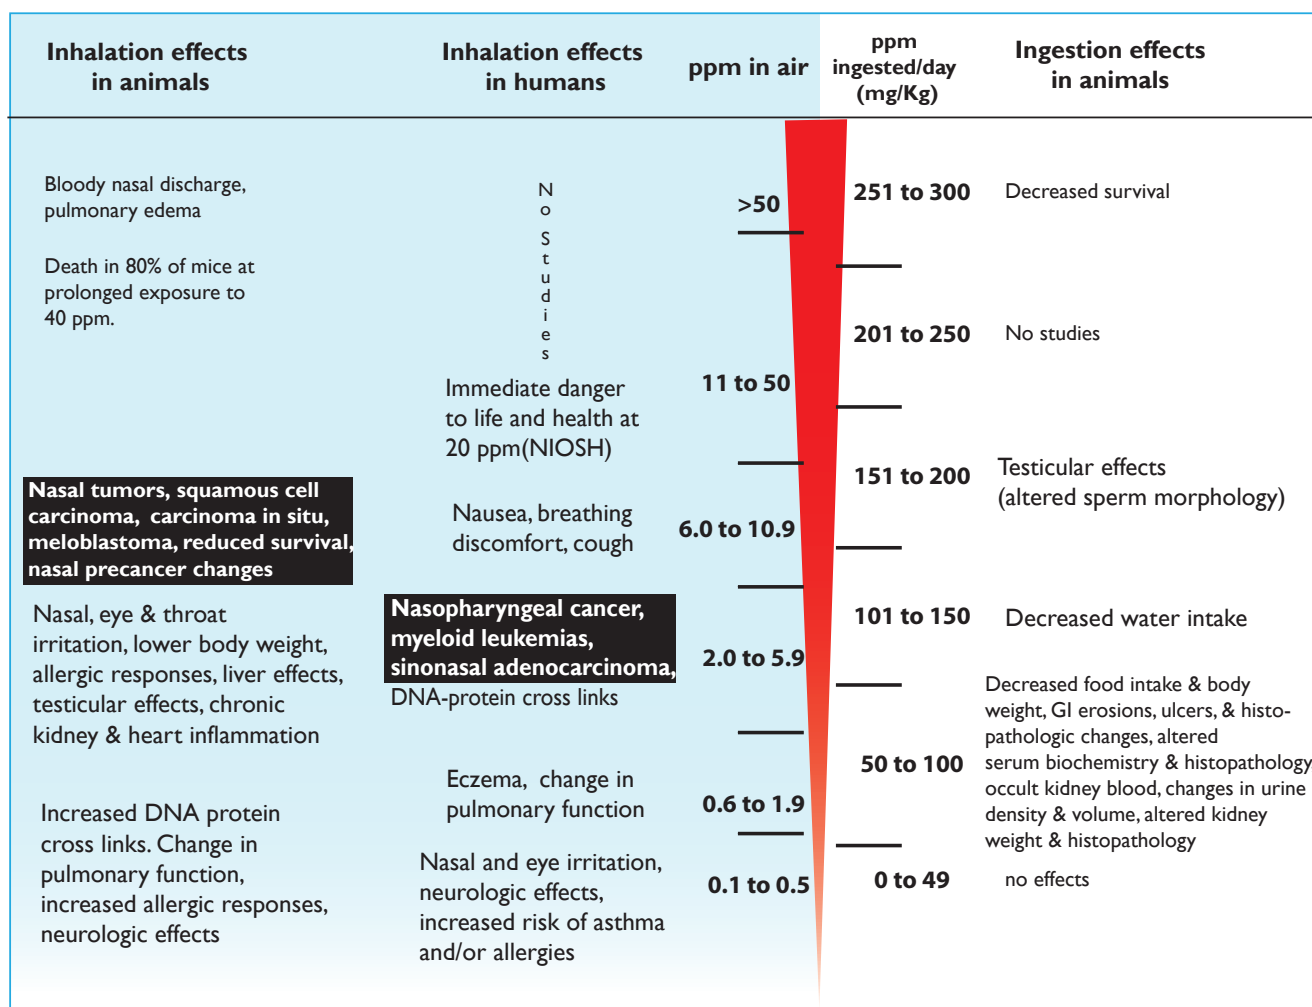 Inhalation effects
in animals
Inhalation effects
in humans
ppm in air
ppm
ingested/day
(mg/Kg)
Ingestion effects
in animals
Bloody nasal discharge,
pulmonary edema
Death in 80% of mice at
prolonged exposure to
40 ppm.
Nasal tumors, squamous cell
carcinoma, carcinoma in situ,
meloblastoma, reduced survival,
nasal precancer changes
Nasal, eye & throat
irritation, lower body weight,
allergic responses, liver effects,
testicular effects, chronic
kidney & heart inflammation
Increased DNA protein
cross links. Change in
pulmonary function,
increased allergic responses,
neurologic effects
No Studies
Immediate danger
to life and health at
20 ppm(NIOSH)
Nausea, breathing
discomfort, cough
Nasopharyngeal cancer,
myeloid leukemias,
sinonasal adenocarcinoma,
DNA-protein cross links
Eczema, change in
pulmonary function
Nasal and eye irritation,
neurologic effects,
increased risk of asthma
and/or allergies
>50
11 to 50
6.0 to 10.9
2.0 to 5.9
0.6 to 1.9
0.1 to 0.5
251 to 300
201 to 250
151 to 200
101 to 150
50 to 100
0 to 49
Decreased survival
No studies
Testicular effects
(altered sperm morphology)
Decreased water intake
Decreased food intake & body
weight, GI erosions, ulcers, & histo-
pathologic changes, altered
serum biochemistry & histopathology
occult kidney blood, changes in urine
density & volume, altered kidney
weight & histopathology
no effects